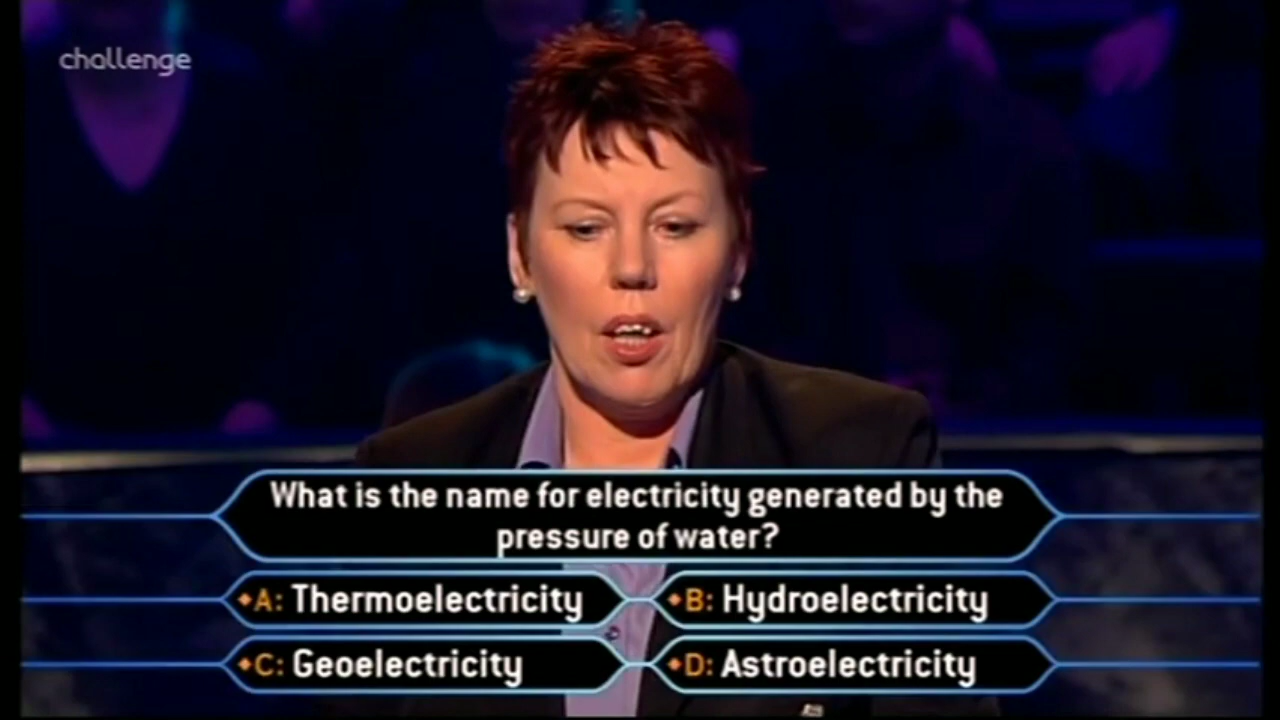 challenge
What is the name for electricity generated by the
pressure of water?
A: Thermoelectricity
B: Hydroelectricity
C: Geoelectricity
D: Astroelectricity